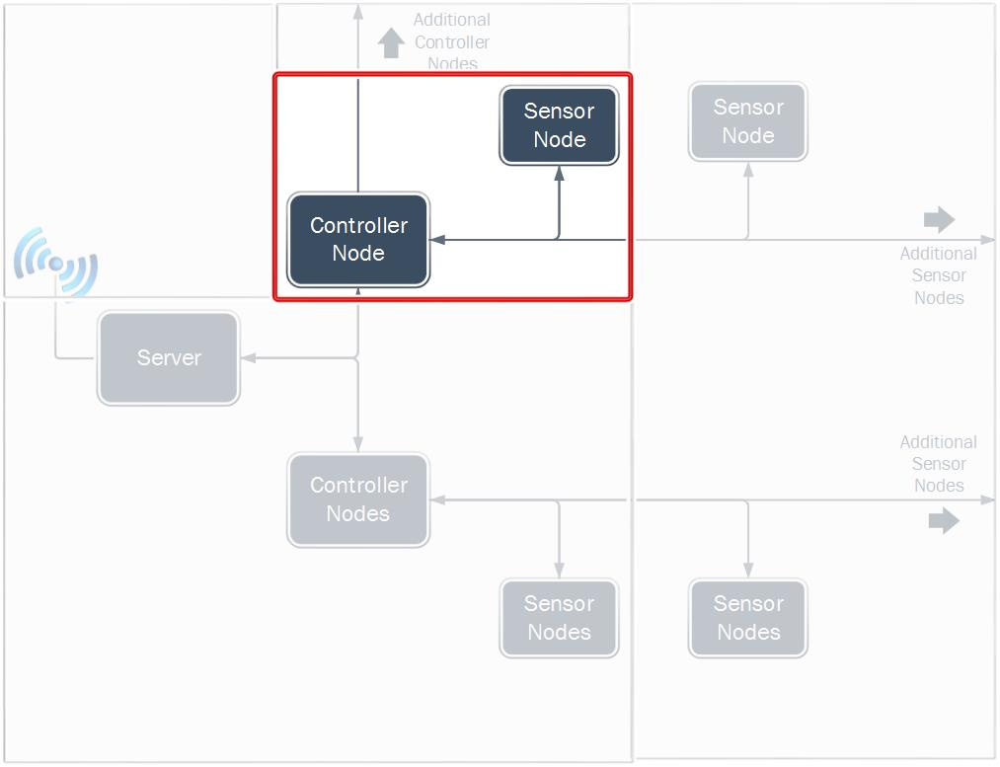 Additional
Controller
Nodes
Sensor
Node
Sensor
Node
Controller
Node
Additional
Sensor
Nodes
Server
Additional
Sensor
Nodes
Controller
Nodes
Sensor
Nodes
Sensor
Nodes